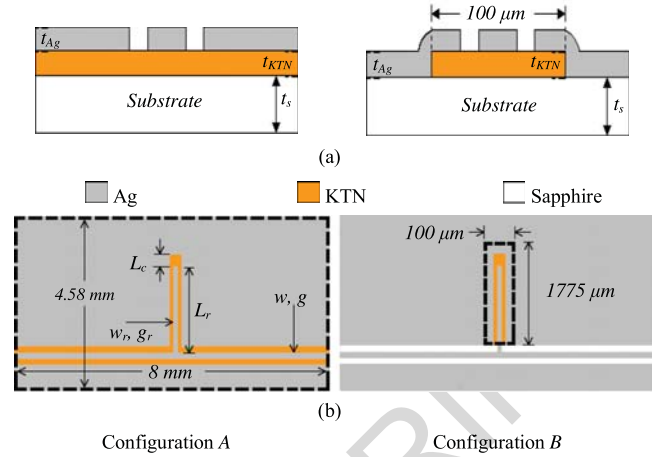 100 μm
t_Ag
t_KTN
Substrate
t_s
t_Ag
t_KTN
Substrate
t_s
(a)
Ag
KTN
Sapphire
4.58 mm
L_c
L_r
w_r, g_r
w, g
8 mm
100 μm
1775 μm
(b)
Configuration A
Configuration B